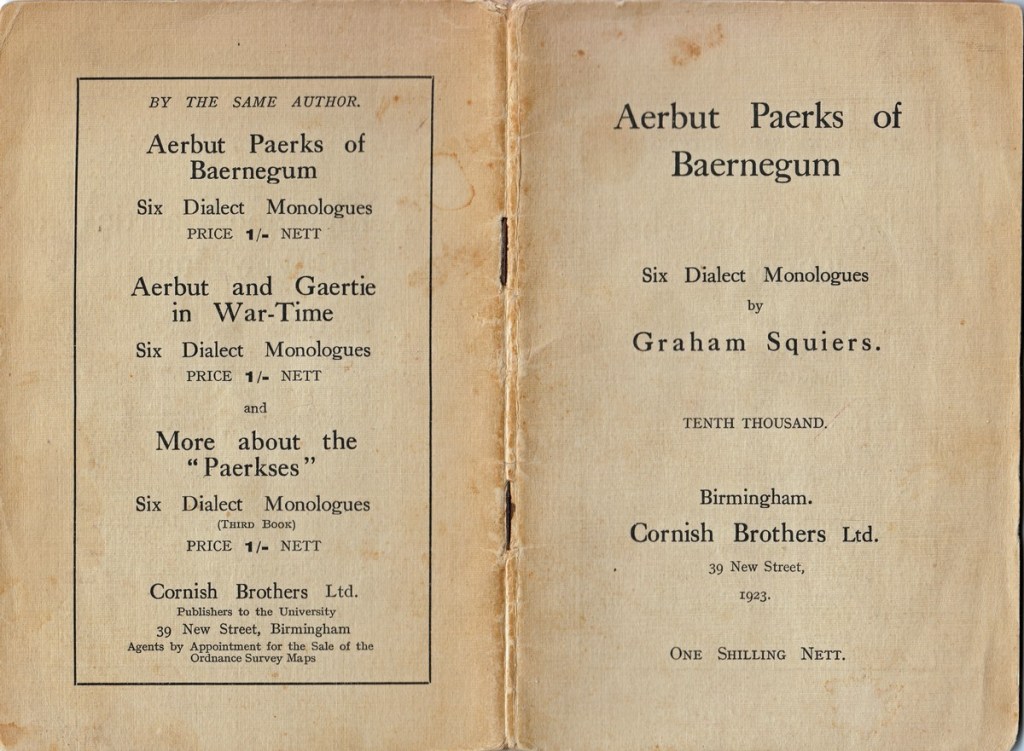 BY THE SAME AUTHOR.
Aerbut Paerks of
Baernegum
Six Dialect Monologues
PRICE 1/- NETT
Aerbut and Gaertie
in War-Time
Six Dialect Monologues
PRICE 1/- NETT
and
More about the
“Paerkses”
Six Dialect Monologues
(THIRD BOOK)
PRICE 1/- NETT
Cornish Brothers Ltd.
Publishers to the University
39 New Street, Birmingham
Agents by Appointment for the Sale of the
Ordnance Survey Maps
Aerbut Paerks of
Baernegum
Six Dialect Monologues
by
Graham Squiers.
TENTH THOUSAND.
Birmingham.
Cornish Brothers Ltd.
39 New Street,
1923.
ONE SHILLING NETT.